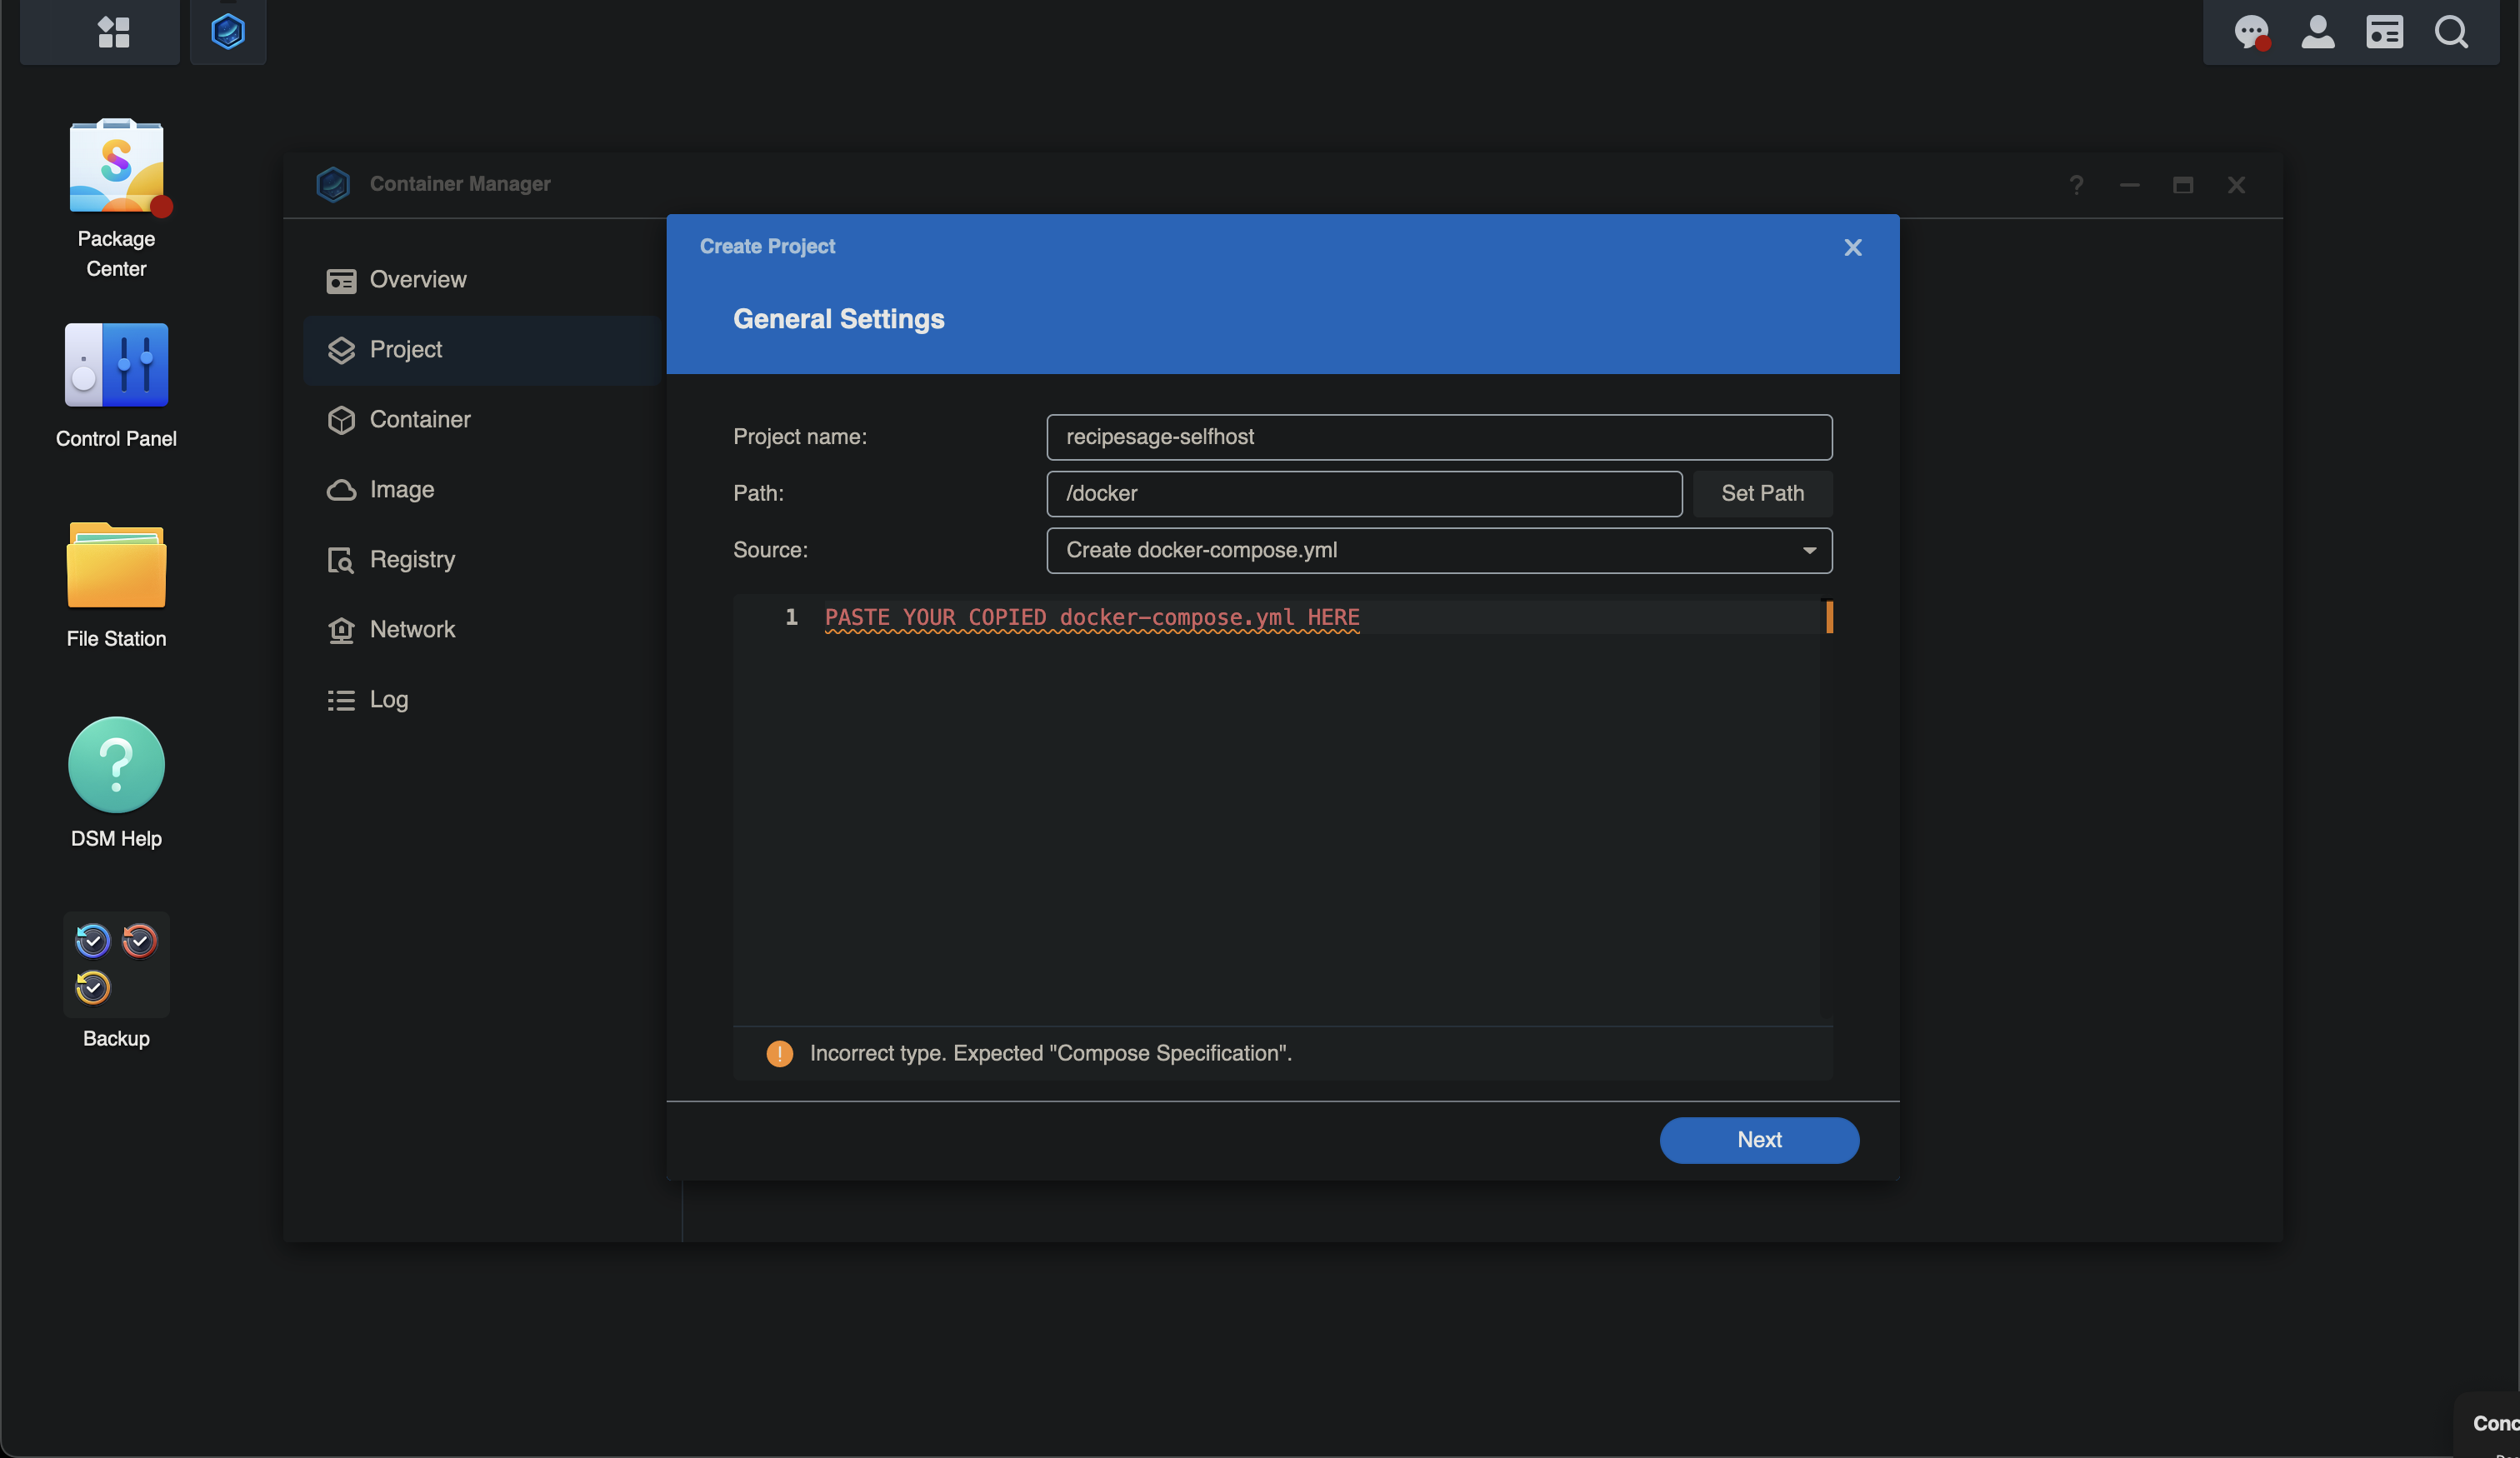 Package
Center
Control Panel
File Station
DSM Help
Backup
Container Manager
Overview
Project
Container
Image
Registry
Network
Log
Create Project
General Settings
Project name:
recipesage-selfhost
Path:
/docker
Set Path
Source:
Create docker-compose.yml
1 PASTE YOUR COPIED docker-compose.yml HERE
Incorrect type. Expected "Compose Specification".
Next
Conc